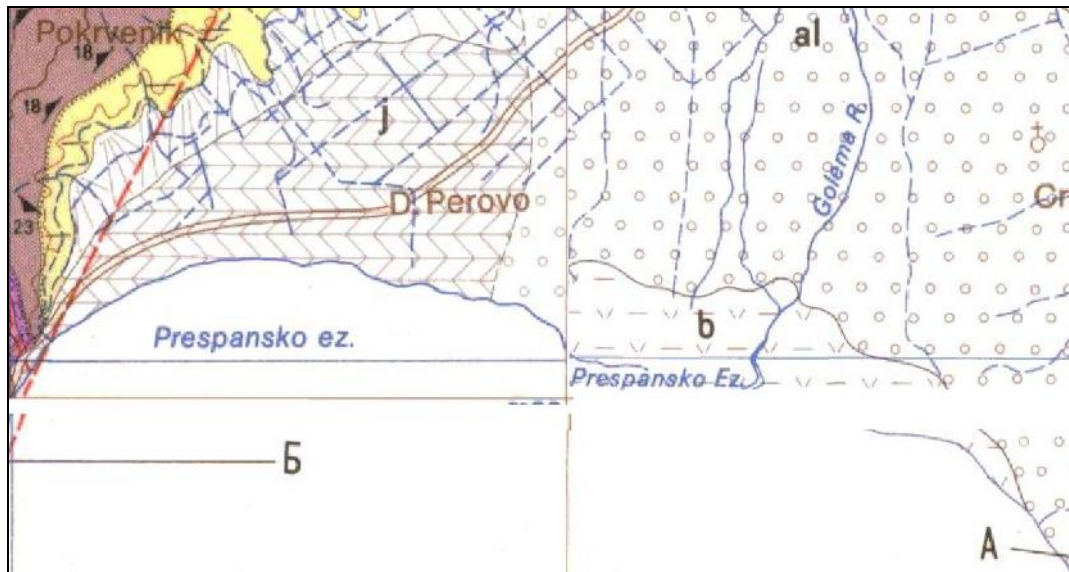 Pokrvenik
al
18
j
18
Golema R.
D. Perovo
Cr
23
b
Prespansko ez.
Prespansko Ez.
Б
A